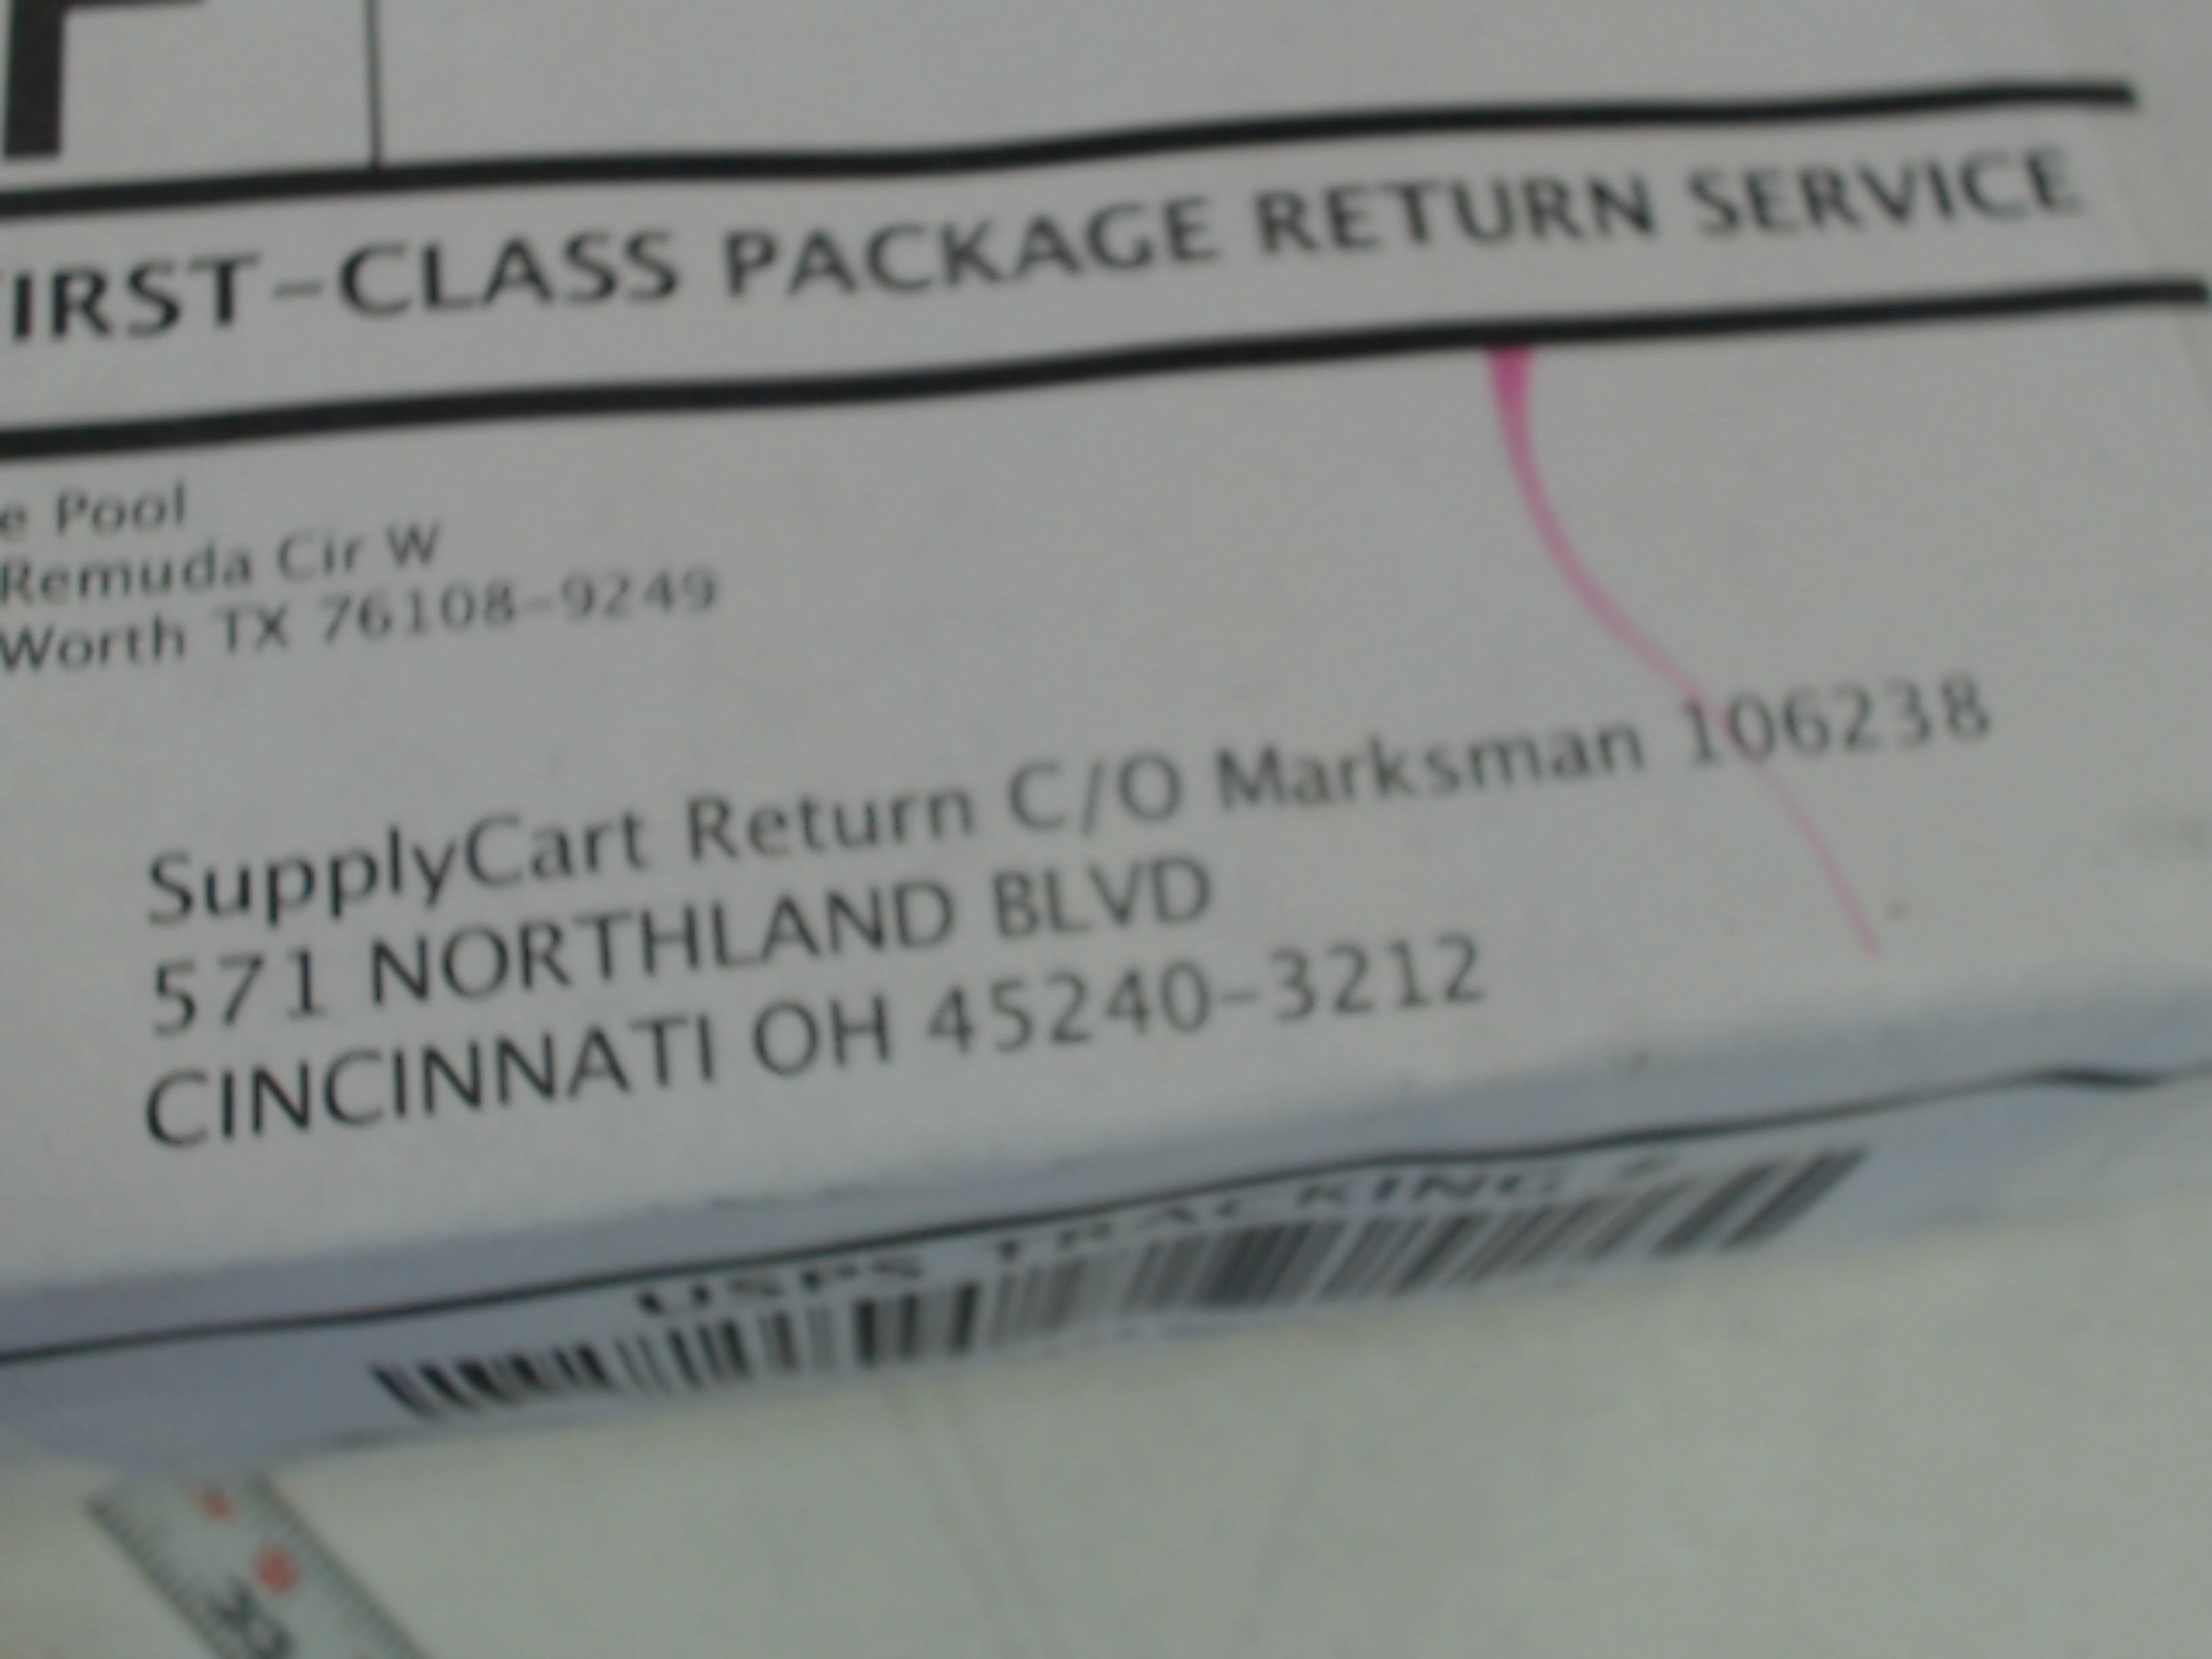 FIRST-CLASS PACKAGE RETURN SERVICE
e Pool
Remuda Cir W
Worth TX 76108-9249
SupplyCart Return C/O Marksman 106238
571 NORTHLAND BLVD
CINCINNATI OH 45240-3212
USPS TRACKING #
30